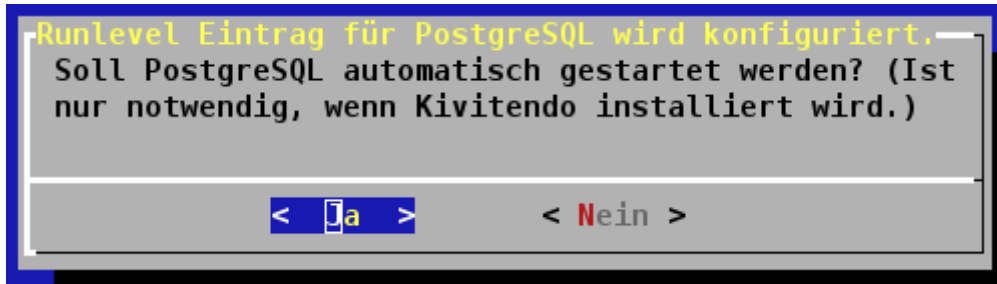 Runlevel Eintrag für PostgreSQL wird konfiguriert.
Soll PostgreSQL automatisch gestartet werden? (Ist
nur notwendig, wenn Kivitendo installiert wird.)
< Ja > < Nein >